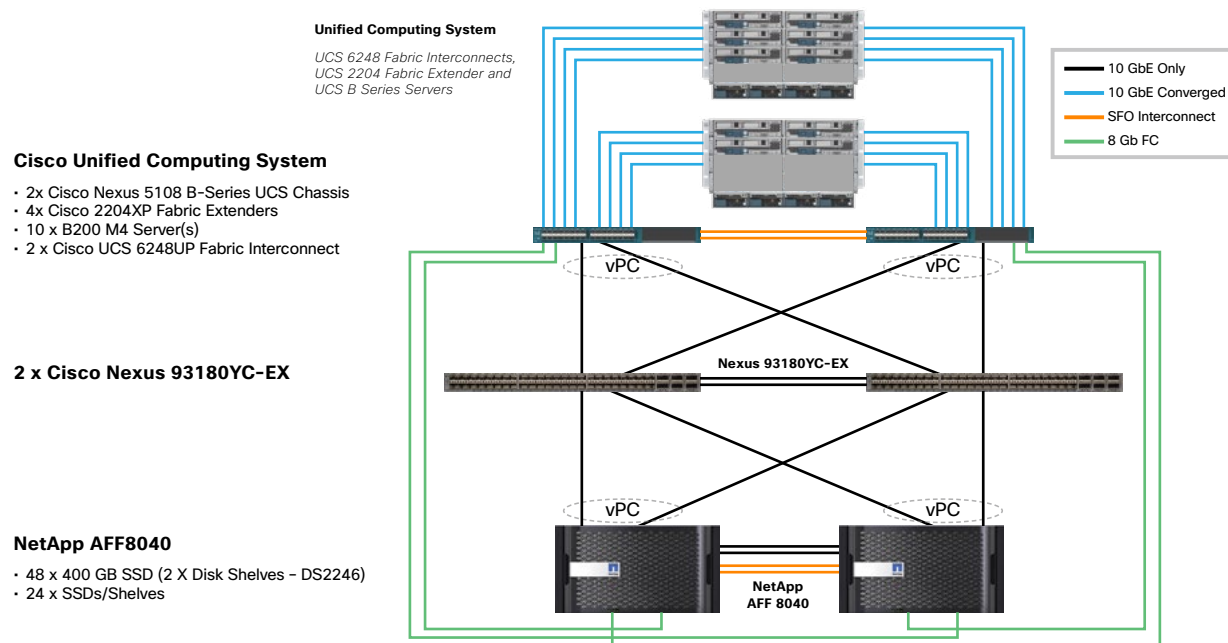 Unified Computing System
UCS 6248 Fabric Interconnects,
UCS 2204 Fabric Extender and
UCS B Series Servers
10 GbE Only
10 GbE Converged
SFO Interconnect
8 Gb FC
Cisco Unified Computing System
• 2x Cisco Nexus 5108 B-Series UCS Chassis
• 4x Cisco 2204XP Fabric Extenders
• 10 x B200 M4 Server(s)
• 2 x Cisco UCS 6248UP Fabric Interconnect
vPC
vPC
2 x Cisco Nexus 93180YC-EX
Nexus 93180YC-EX
vPC
vPC
NetApp AFF8040
• 48 x 400 GB SSD (2 X Disk Shelves - DS2246)
• 24 x SSDs/Shelves
NetApp
AFF 8040